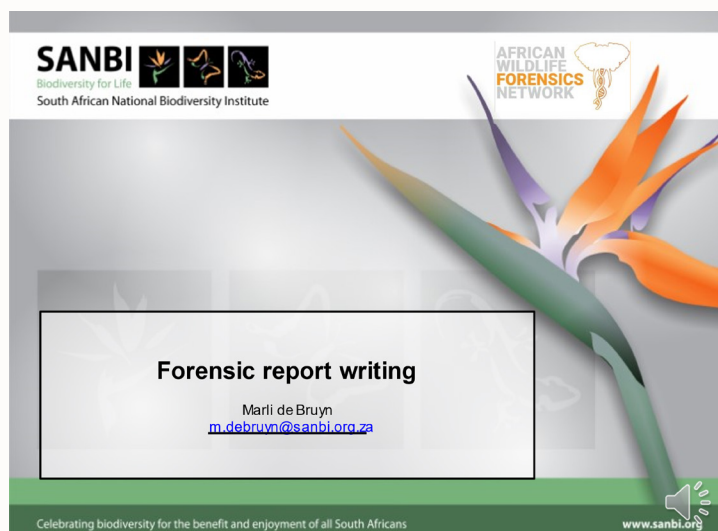 SANBI
Biodiversity for Life
South African National Biodiversity Institute
AFRICAN
WILDLIFE
FORENSICS
NETWORK
Forensic report writing
Marli de Bruyn
m.debruyn@sanbi.org.za
Celebrating biodiversity for the benefit and enjoyment of all South Africans
www.sanbi.org